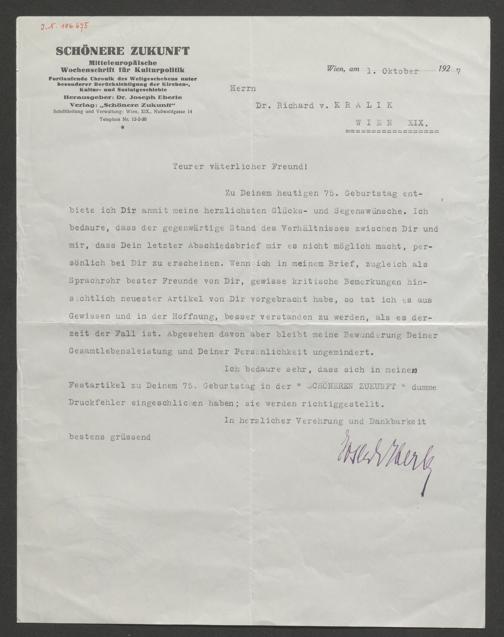 J.N. 106.695
SCHÖNERE ZUKUNFT
Mitteleuropäische
Wochenschrift für Kulturpolitik
Fortlaufende Chronik des Weltgeschehens unter
besonderer Berücksichtigung der Kirchen-,
Kultur- und Sozialgeschichte
Herausgeber: Dr. Joseph Eberle
Verlag: „Schönere Zukunft"
Schriftleitung und Verwaltung: Wien, XIX., Nußwaldgasse 14
Wien, am 1. Oktober 1927
Herrn
Dr. Richard v. KRALIK
WIEN XIX.
Teurer väterlicher Freund!
Zu Deinem heutigen 75. Geburtstag ent-
biete ich Dir anmit meine herzlichsten Glücks- und Segenswünsche. Ich
bedaure, dass der gegenwärtige Stand des Verhältnisses zwischen Dir und
mir, dass Dein letzter Abschiedsbrief mir es nicht möglich macht, per-
sönlich bei Dir zu erscheinen. Wenn ich in meinem Brief, zugleich als
Sprachrohr bester Freunde von Dir, gewisse kritische Bemerkungen hin-
sichtlich neuester Artikel von Dir vorgebracht habe, so tat ich es aus
Gewissen und in der Hoffnung, besser verstanden zu werden, als es der-
zeit der Fall ist. Abgesehen davon aber bleibt meine Bewunderung Deiner
Gesamtlebensleistung und Deiner Persönlichkeit ungemindert.
Ich bedaure sehr, dass sich in meinem
Festartikel zu Deinem 75. Geburtstag in der " SCHÖNEREN ZUKUNFT " dumme
Druckfehler eingeschlichen haben; sie werden richtiggestellt.
In herzlicher Verehrung und Dankbarkeit
bestens grüssend